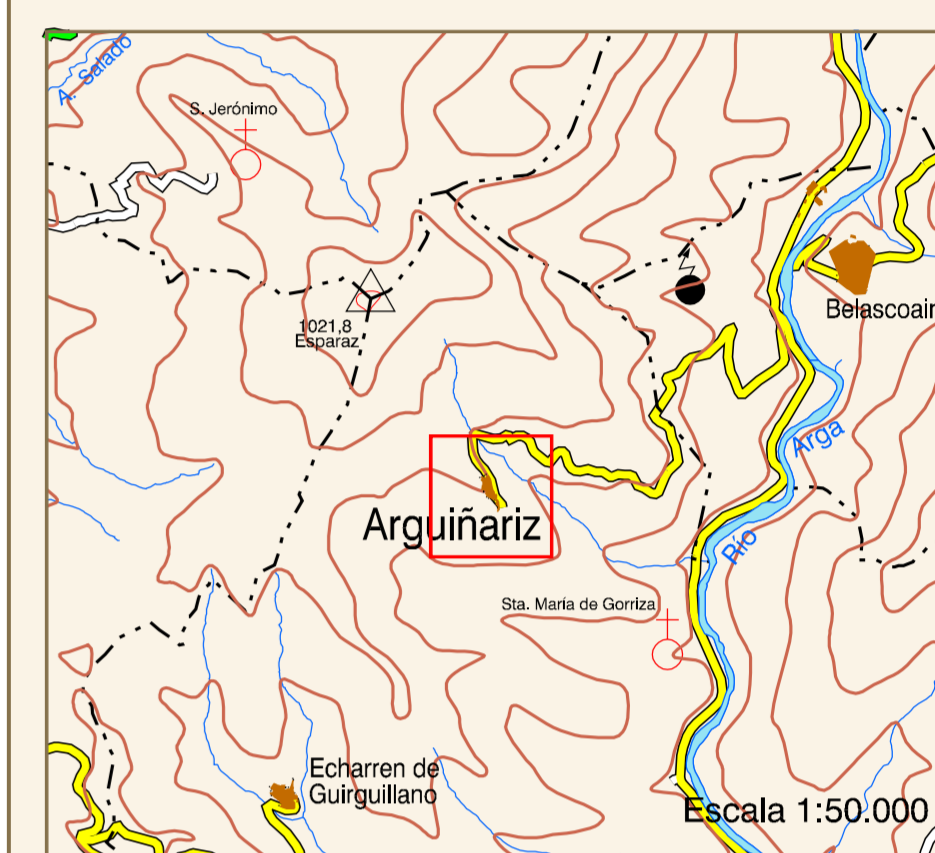 A. Salado
S. Jerónimo
1021,8
Esparaz
Belascoain
Arga
Arguiñariz
Río
Sta. María de Gorriza
Echarren de
Guirguillano
Escala 1:50.000